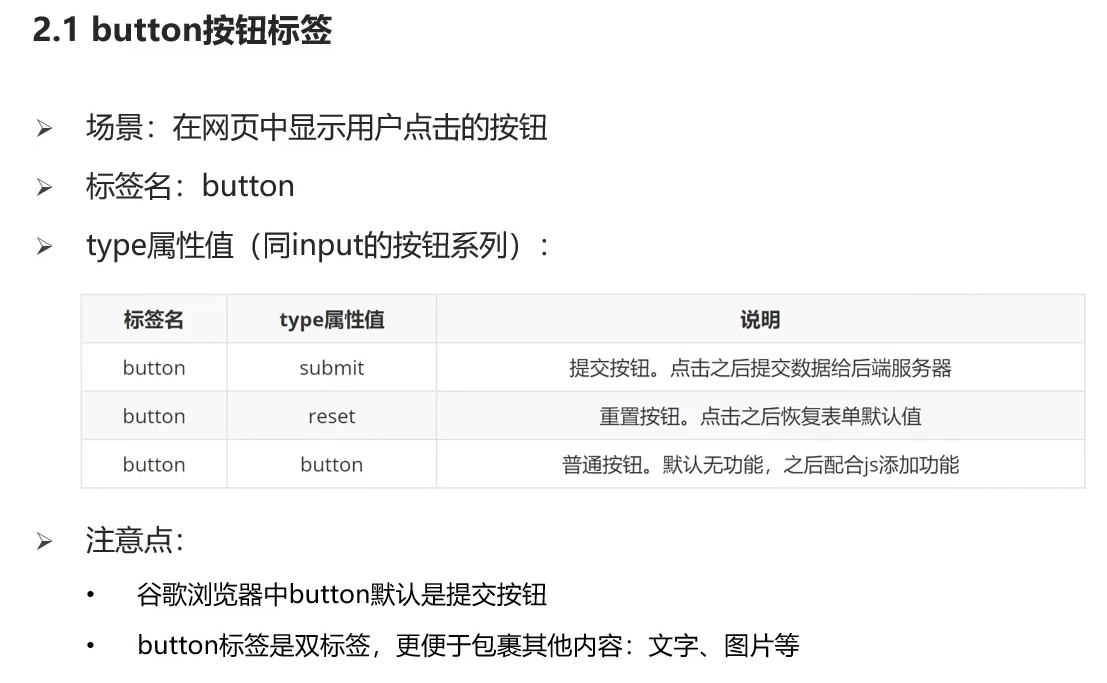 2.1 button按钮标签
场景：在网页中显示用户点击的按钮
标签名：button
type属性值（同input的按钮系列）:
标签名 type属性值 说明
button submit 提交按钮。点击之后提交数据给后端服务器
button reset 重置按钮。点击之后恢复表单默认值
button button 普通按钮。默认无功能，之后配合js添加功能
注意点：
• 谷歌浏览器中button默认是提交按钮
• button标签是双标签，更便于包裹其他内容：文字、图片等